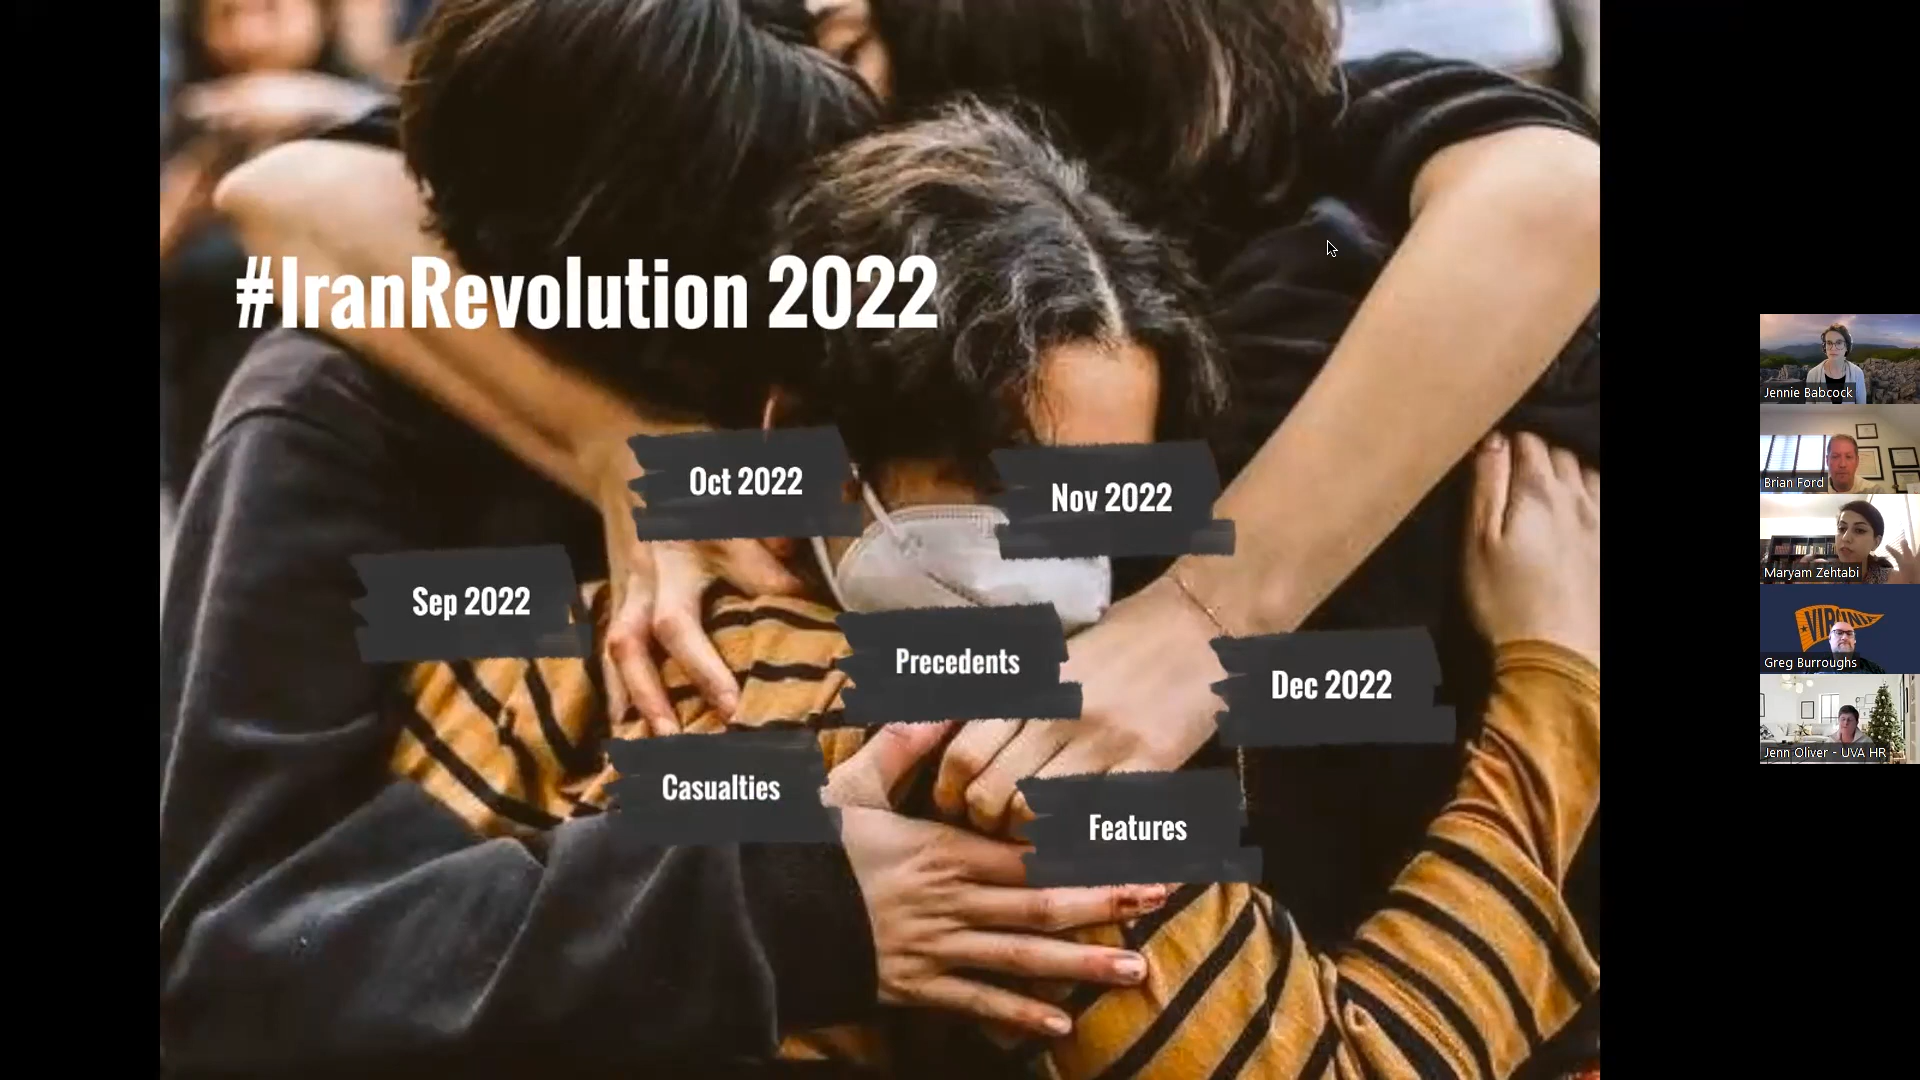 #IranRevolution 2022
Oct 2022
Nov 2022
Sep 2022
Precedents
Dec 2022
Casualties
Features
Jennie Babcock
Brian Ford
Maryam Zehtabi
VIRGINIA
Greg Burroughs
Jenn Oliver - UVA HR